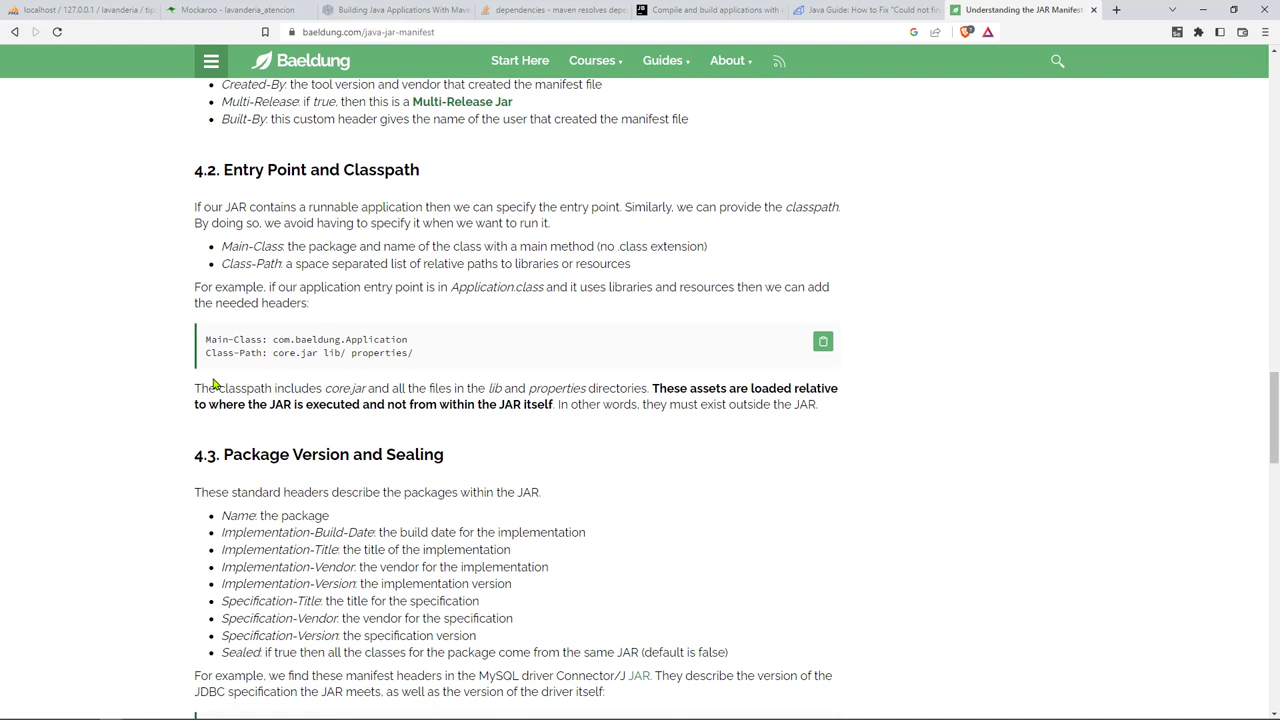 localhost / 127.0.0.1 / lavanderia / tip
Mockaroo - lavanderia_atencion
Building Java Applications With Mave
dependencies - maven resolves depe
Compile and build applications with J
Java Guide: How to Fix "Could not fin
Understanding the JAR Manifest
baeldung.com/java-jar-manifest
Baeldung
Start Here
Courses
Guides
About
Created-By: the tool version and vendor that created the manifest file
Multi-Release: if true, then this is a Multi-Release Jar
Built-By: this custom header gives the name of the user that created the manifest file
4.2. Entry Point and Classpath
If our JAR contains a runnable application then we can specify the entry point. Similarly, we can provide the classpath.
By doing so, we avoid having to specify it when we want to run it.
Main-Class: the package and name of the class with a main method (no .class extension)
Class-Path: a space separated list of relative paths to libraries or resources
For example, if our application entry point is in Application.class and it uses libraries and resources then we can add
the needed headers:
Main-Class: com.baeldung.Application
Class-Path: core.jar lib/ properties/
The classpath includes core.jar and all the files in the lib and properties directories. These assets are loaded relative
to where the JAR is executed and not from within the JAR itself. In other words, they must exist outside the JAR.
4.3. Package Version and Sealing
These standard headers describe the packages within the JAR.
Name: the package
Implementation-Build-Date: the build date for the implementation
Implementation-Title: the title of the implementation
Implementation-Vendor: the vendor for the implementation
Implementation-Version: the implementation version
Specification-Title: the title for the specification
Specification-Vendor: the vendor for the specification
Specification-Version: the specification version
Sealed: if true then all the classes for the package come from the same JAR (default is false)
For example, we find these manifest headers in the MySQL driver Connector/J JAR. They describe the version of the
JDBC specification the JAR meets, as well as the version of the driver itself: